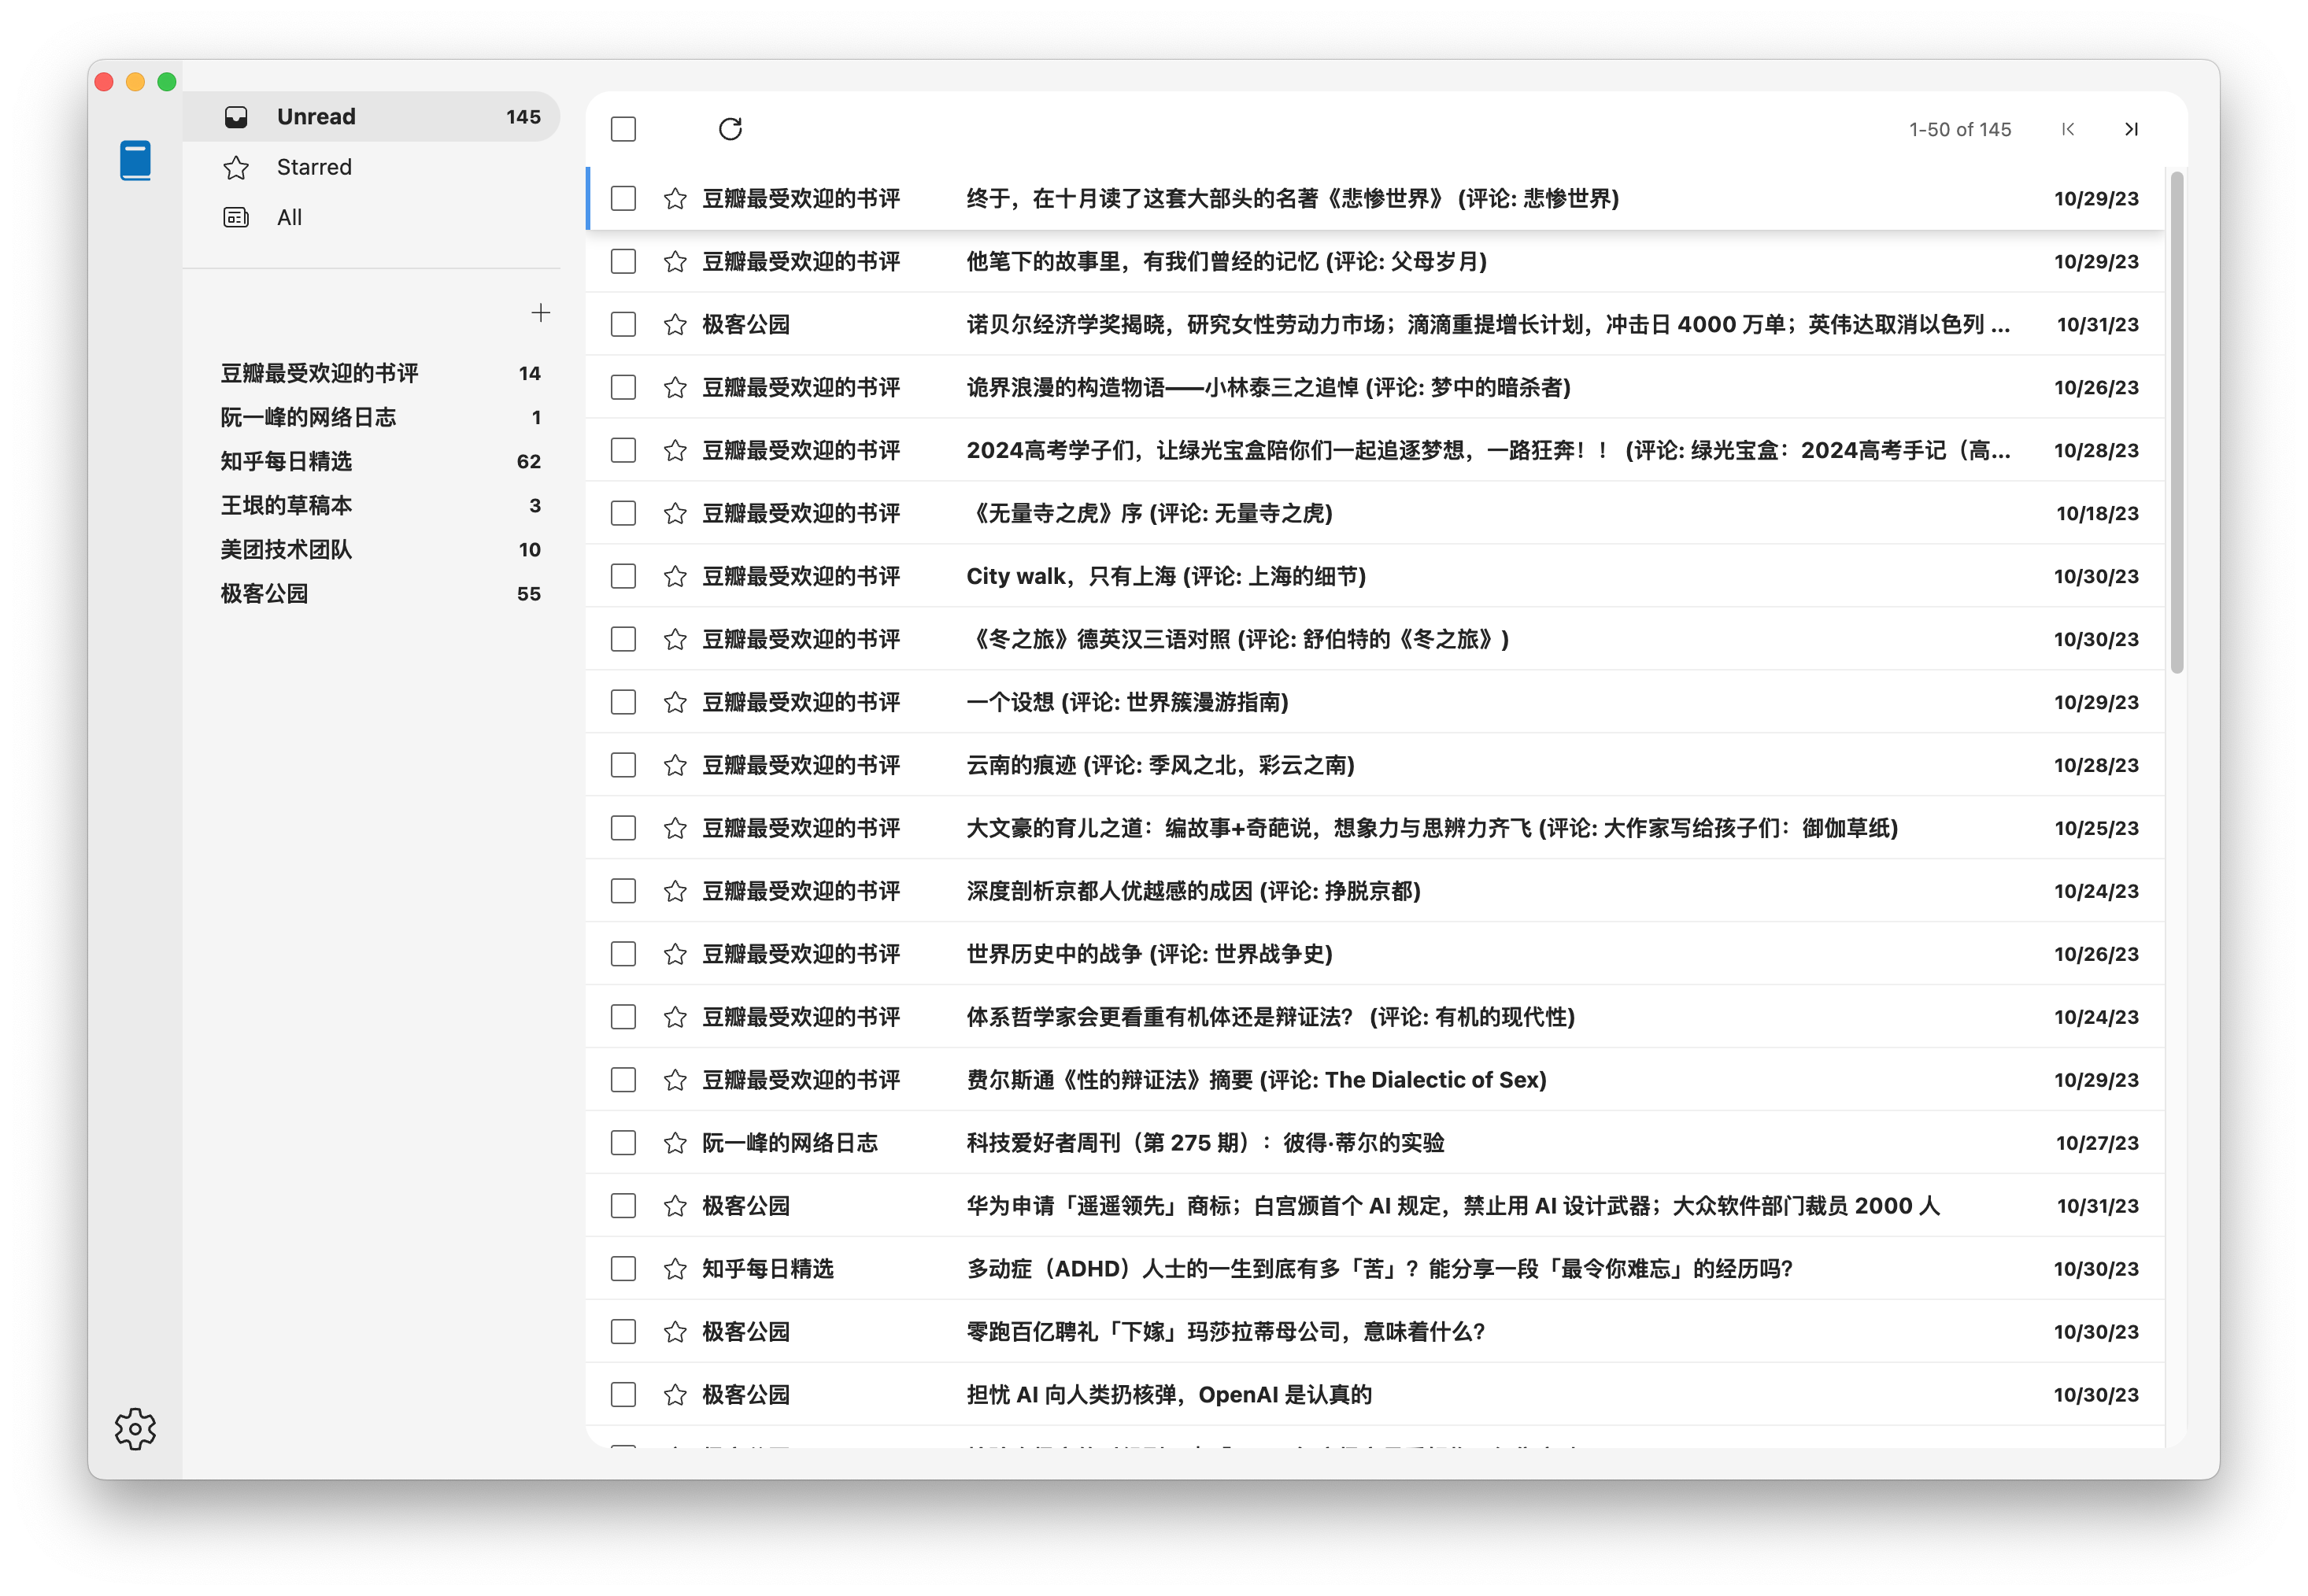 Unread 145
Starred
All
豆瓣最受欢迎的书评 14
阮一峰的网络日志 1
知乎每日精选 62
王垠的草稿本 3
美团技术团队 10
极客公园 55
1-50 of 145
豆瓣最受欢迎的书评 终于，在十月读了这套大部头的名著《悲惨世界》 (评论: 悲惨世界) 10/29/23
豆瓣最受欢迎的书评 他笔下的故事里，有我们曾经的记忆 (评论: 父母岁月) 10/29/23
极客公园 诺贝尔经济学奖揭晓，研究女性劳动力市场；滴滴重提增长计划，冲击日 4000 万单；英伟达取消以色列 ... 10/31/23
豆瓣最受欢迎的书评 诡界浪漫的构造物语——小林泰三之追悼 (评论: 梦中的暗杀者) 10/26/23
豆瓣最受欢迎的书评 2024高考学子们，让绿光宝盒陪你们一起追逐梦想，一路狂奔！！ (评论: 绿光宝盒：2024高考手记（高... 10/28/23
豆瓣最受欢迎的书评 《无量寺之虎》序 (评论: 无量寺之虎) 10/18/23
豆瓣最受欢迎的书评 City walk，只有上海 (评论: 上海的细节) 10/30/23
豆瓣最受欢迎的书评 《冬之旅》德英汉三语对照 (评论: 舒伯特的《冬之旅》) 10/30/23
豆瓣最受欢迎的书评 一个设想 (评论: 世界簇漫游指南) 10/29/23
豆瓣最受欢迎的书评 云南的痕迹 (评论: 季风之北，彩云之南) 10/28/23
豆瓣最受欢迎的书评 大文豪的育儿之道：编故事+奇葩说，想象力与思辨力齐飞 (评论: 大作家写给孩子们：御伽草纸) 10/25/23
豆瓣最受欢迎的书评 深度剖析京都人优越感的成因 (评论: 挣脱京都) 10/24/23
豆瓣最受欢迎的书评 世界历史中的战争 (评论: 世界战争史) 10/26/23
豆瓣最受欢迎的书评 体系哲学家会更看重有机体还是辩证法？ (评论: 有机的现代性) 10/24/23
豆瓣最受欢迎的书评 费尔斯通《性的辩证法》摘要 (评论: The Dialectic of Sex) 10/29/23
阮一峰的网络日志 科技爱好者周刊（第 275 期）：彼得·蒂尔的实验 10/27/23
极客公园 华为申请「遥遥领先」商标；白宫颁首个 AI 规定，禁止用 AI 设计武器；大众软件部门裁员 2000 人 10/31/23
知乎每日精选 多动症（ADHD）人士的一生到底有多「苦」？能分享一段「最令你难忘」的经历吗? 10/30/23
极客公园 零跑百亿聘礼「下嫁」玛莎拉蒂母公司，意味着什么? 10/30/23
极客公园 担忧 AI 向人类扔核弹，OpenAI 是认真的 10/30/23